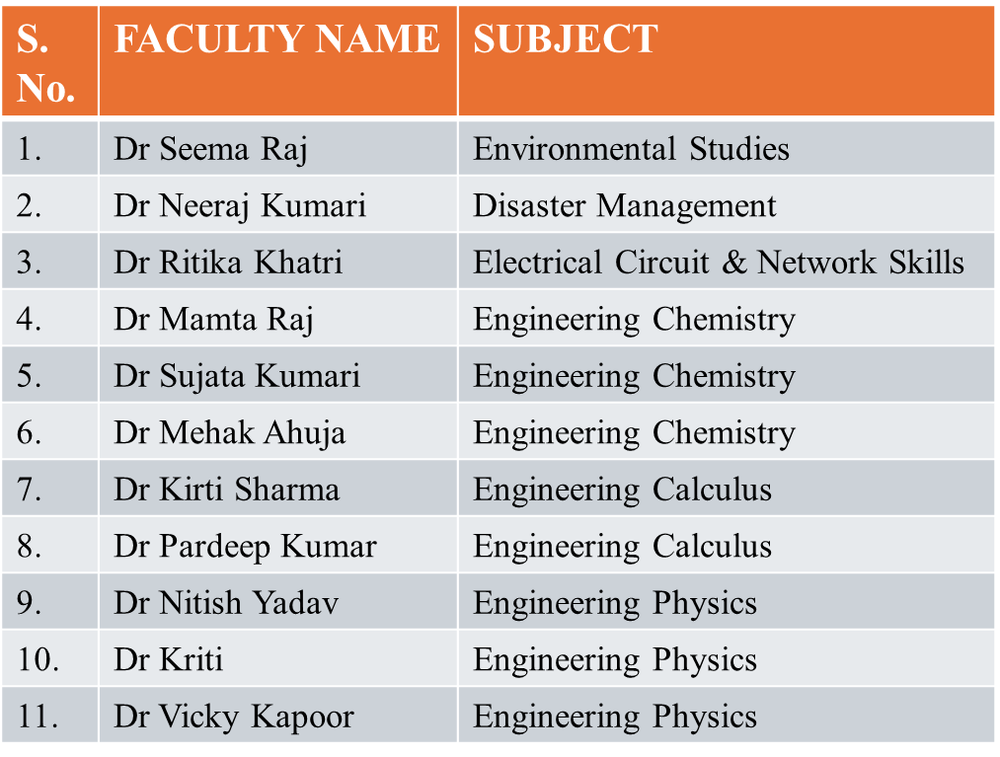 S. No. FACULTY NAME SUBJECT
1. Dr Seema Raj Environmental Studies
2. Dr Neeraj Kumari Disaster Management
3. Dr Ritika Khatri Electrical Circuit & Network Skills
4. Dr Mamta Raj Engineering Chemistry
5. Dr Sujata Kumari Engineering Chemistry
6. Dr Mehak Ahuja Engineering Chemistry
7. Dr Kirti Sharma Engineering Calculus
8. Dr Pardeep Kumar Engineering Calculus
9. Dr Nitish Yadav Engineering Physics
10. Dr Kriti Engineering Physics
11. Dr Vicky Kapoor Engineering Physics